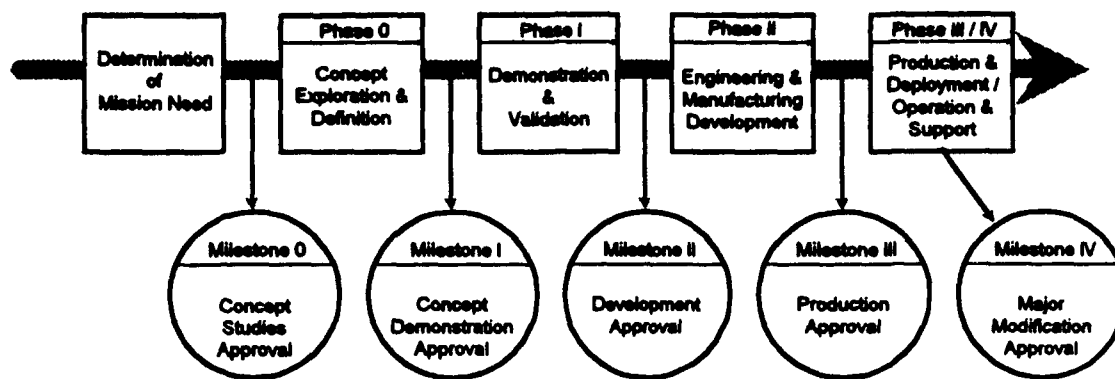 Determination
of
Mission Need
Phase 0
Concept
Exploration &
Definition
Phase I
Demonstration
&
Validation
Phase II
Engineering &
Manufacturing
Development
Phase III / IV
Production &
Deployment /
Operation &
Support
Milestone 0
Concept
Studies
Approval
Milestone I
Concept
Demonstration
Approval
Milestone II
Development
Approval
Milestone III
Production
Approval
Milestone IV
Major
Modification
Approval